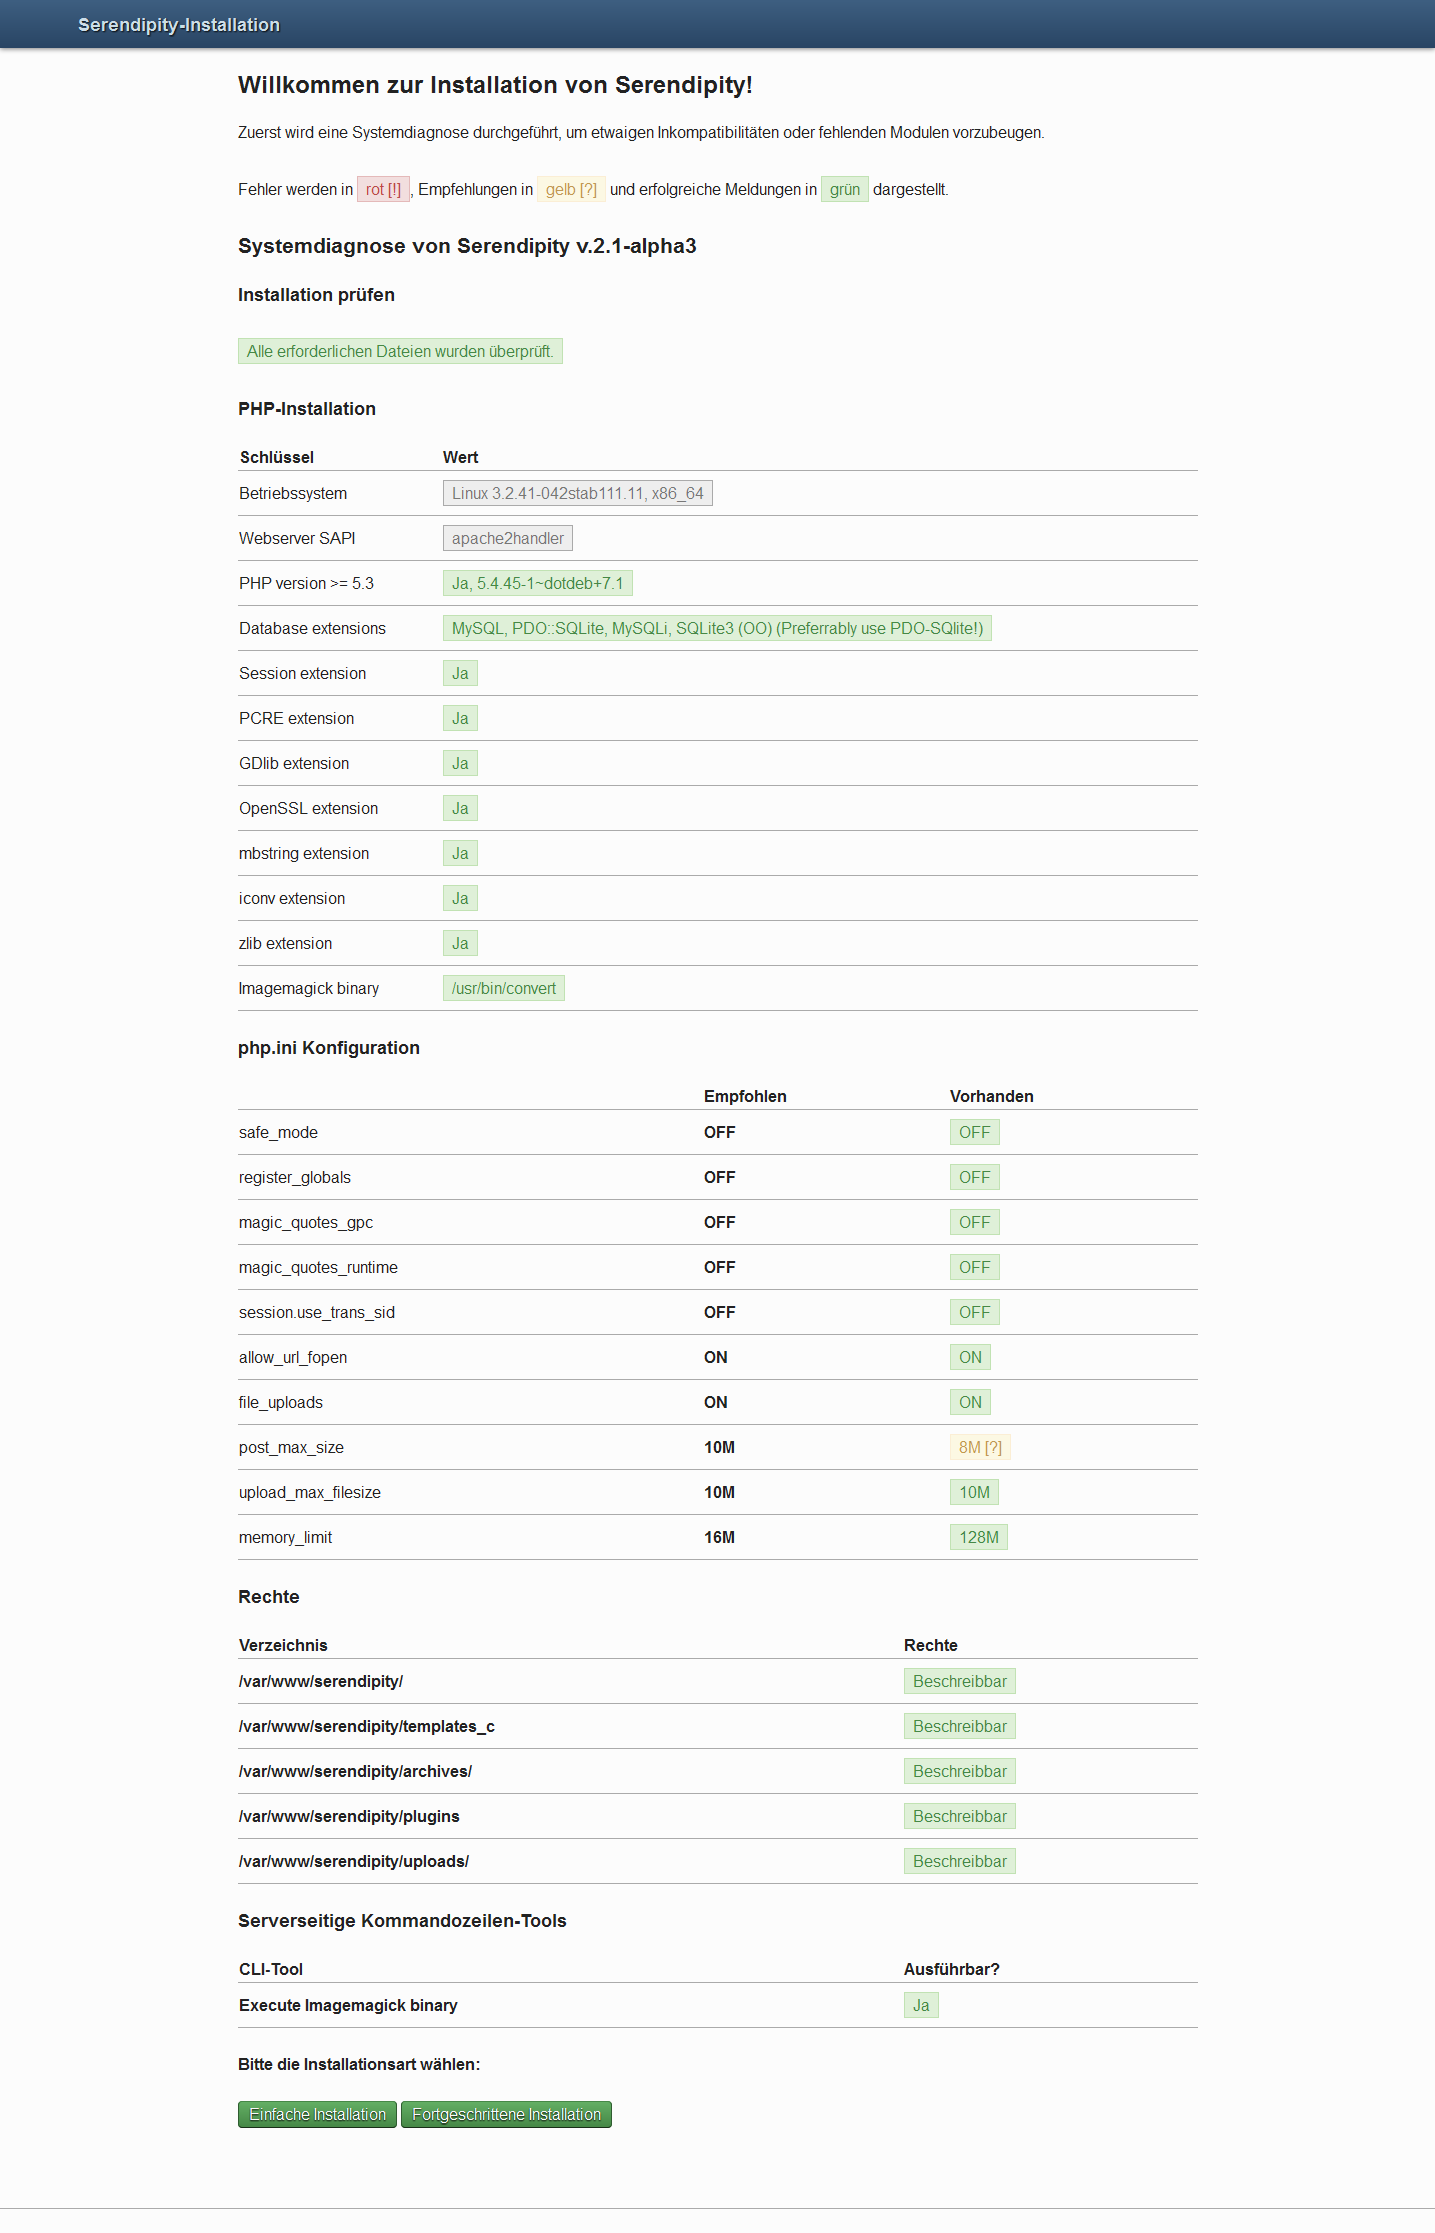 Serendipity-Installation
Willkommen zur Installation von Serendipity!
Zuerst wird eine Systemdiagnose durchgeführt, um etwaigen Inkompatibilitäten oder fehlenden Modulen vorzubeugen.
Fehler werden in rot [!], Empfehlungen in gelb [?] und erfolgreiche Meldungen in grün dargestellt.
Systemdiagnose von Serendipity v.2.1-alpha3
Installation prüfen
Alle erforderlichen Dateien wurden überprüft.
PHP-Installation
Schlüssel Wert
Betriebssystem Linux 3.2.41-042stab111.11, x86_64
Webserver SAPI apache2handler
PHP version >= 5.3 Ja, 5.4.45-1~dotdeb+7.1
Database extensions MySQL, PDO::SQLite, MySQLi, SQLite3 (OO) (Preferrably use PDO-SQlite!)
Session extension Ja
PCRE extension Ja
GDlib extension Ja
OpenSSL extension Ja
mbstring extension Ja
iconv extension Ja
zlib extension Ja
Imagemagick binary /usr/bin/convert
php.ini Konfiguration
Empfohlen Vorhanden
safe_mode OFF OFF
register_globals OFF OFF
magic_quotes_gpc OFF OFF
magic_quotes_runtime OFF OFF
session.use_trans_sid OFF OFF
allow_url_fopen ON ON
file_uploads ON ON
post_max_size 10M 8M [?]
upload_max_filesize 10M 10M
memory_limit 16M 128M
Rechte
Verzeichnis Rechte
/var/www/serendipity/ Beschreibbar
/var/www/serendipity/templates_c Beschreibbar
/var/www/serendipity/archives/ Beschreibbar
/var/www/serendipity/plugins Beschreibbar
/var/www/serendipity/uploads/ Beschreibbar
Serverseitige Kommandozeilen-Tools
CLI-Tool Ausführbar?
Execute Imagemagick binary Ja
Bitte die Installationsart wählen:
Einfache Installation Fortgeschrittene Installation